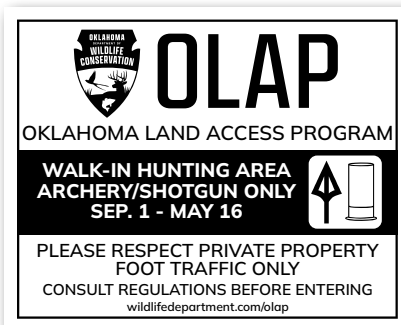 OKLAHOMA
DEPARTMENT OF
WILDLIFE
CONSERVATION
OLAP
OKLAHOMA LAND ACCESS PROGRAM
WALK-IN HUNTING AREA
ARCHERY/SHOTGUN ONLY
SEP. 1 - MAY 16
PLEASE RESPECT PRIVATE PROPERTY
FOOT TRAFFIC ONLY
CONSULT REGULATIONS BEFORE ENTERING
wildlifedepartment.com/olap